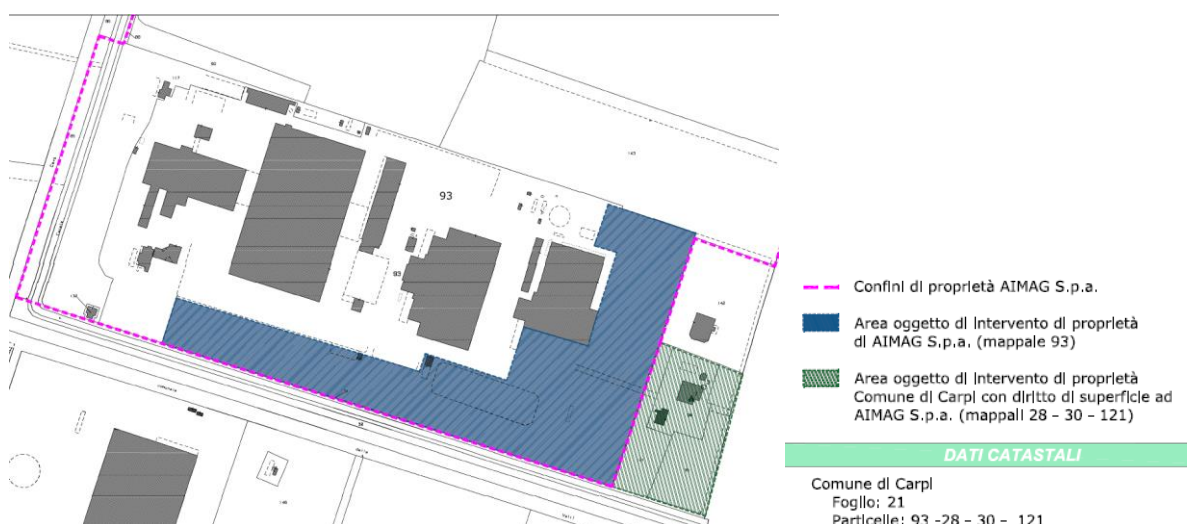 93
93
Confini di proprietà AIMAG S.p.a.
Area oggetto di intervento di proprietà
di AIMAG S.p.a. (mappale 93)
Area oggetto di intervento di proprietà
Comune di Carpi con diritto di superficie ad
AIMAG S.p.a. (mappali 28 – 30 – 121)
DATI CATASTALI
Comune di Carpi
Foglio: 21
Particelle: 93 -28 – 30 – 121